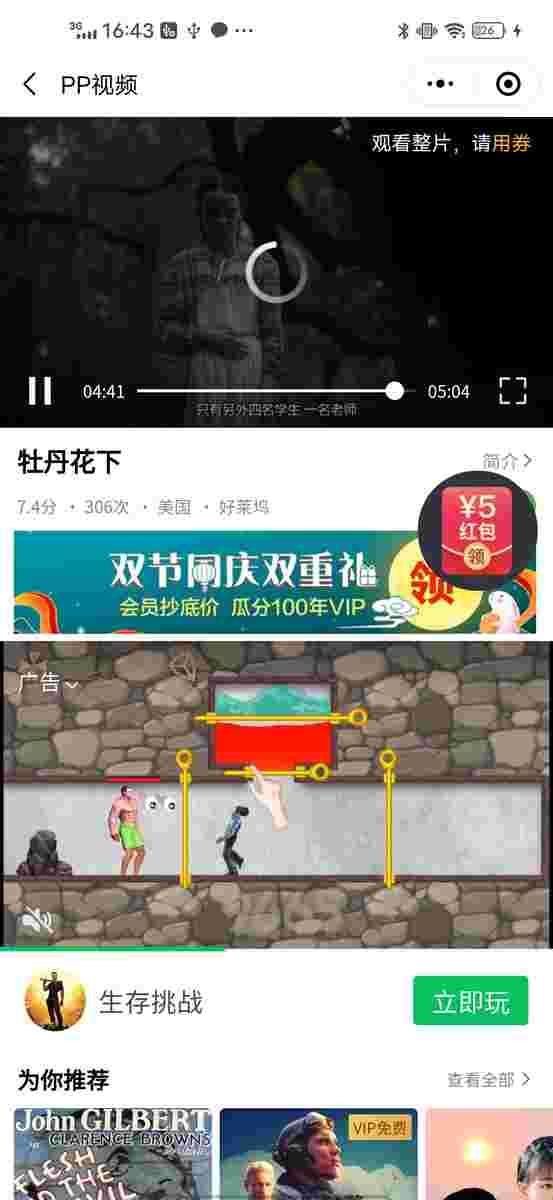 3G 16:43 26
PP视频
观看整片，请用券
04:41
05:04
只有另外四名学生 一名老师
牡丹花下
简介
7.4分 · 306次 · 美国 · 好莱坞
¥5
红包
领
双节同庆双重礼
会员抄底价 瓜分100年VIP
领
广告
生存挑战
立即玩
为你推荐
查看全部
John GILBERT
CLARENCE BROWN'S
FLESH
VIP免费